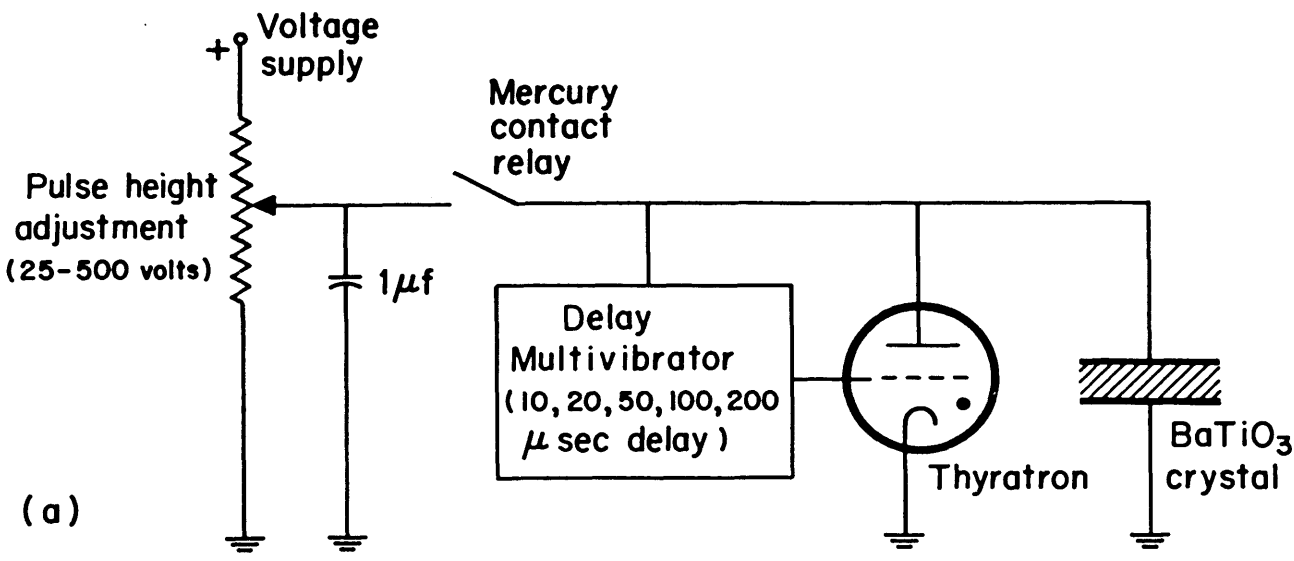 + Voltage
supply
Mercury
contact
relay
Pulse height
adjustment
(25-500 volts)
1μf
Delay
Multivibrator
(10, 20, 50, 100, 200
μ sec delay)
Thyratron
BaTiO₃
crystal
(a)